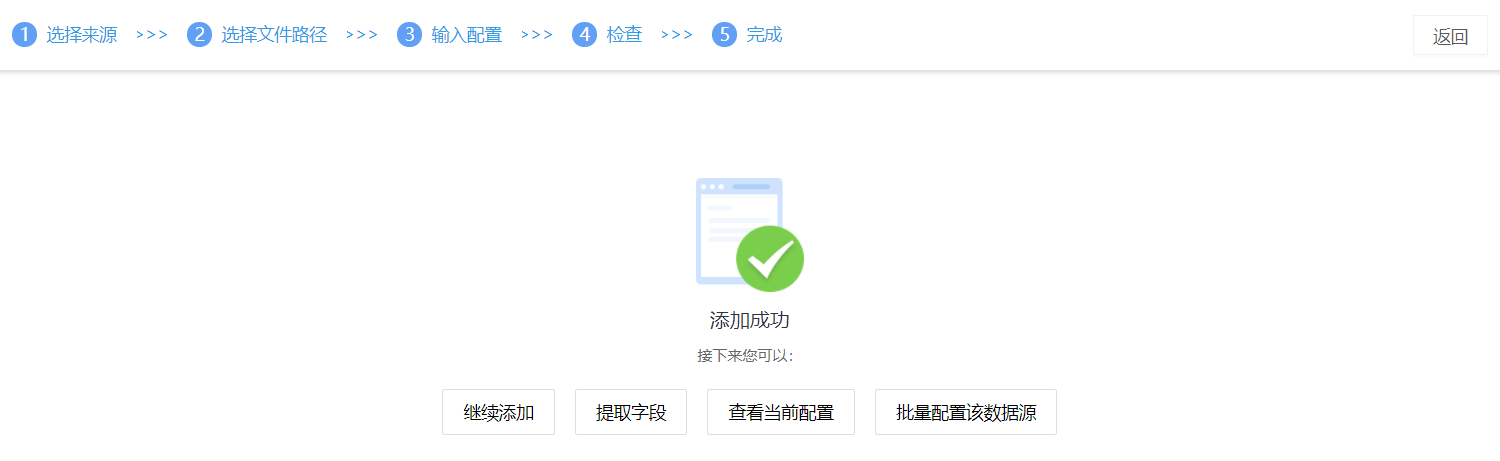 1 选择来源 >>> 2 选择文件路径 >>> 3 输入配置 >>> 4 检查 >>> 5 完成 返回
添加成功
接下来您可以：
继续添加 提取字段 查看当前配置 批量配置该数据源